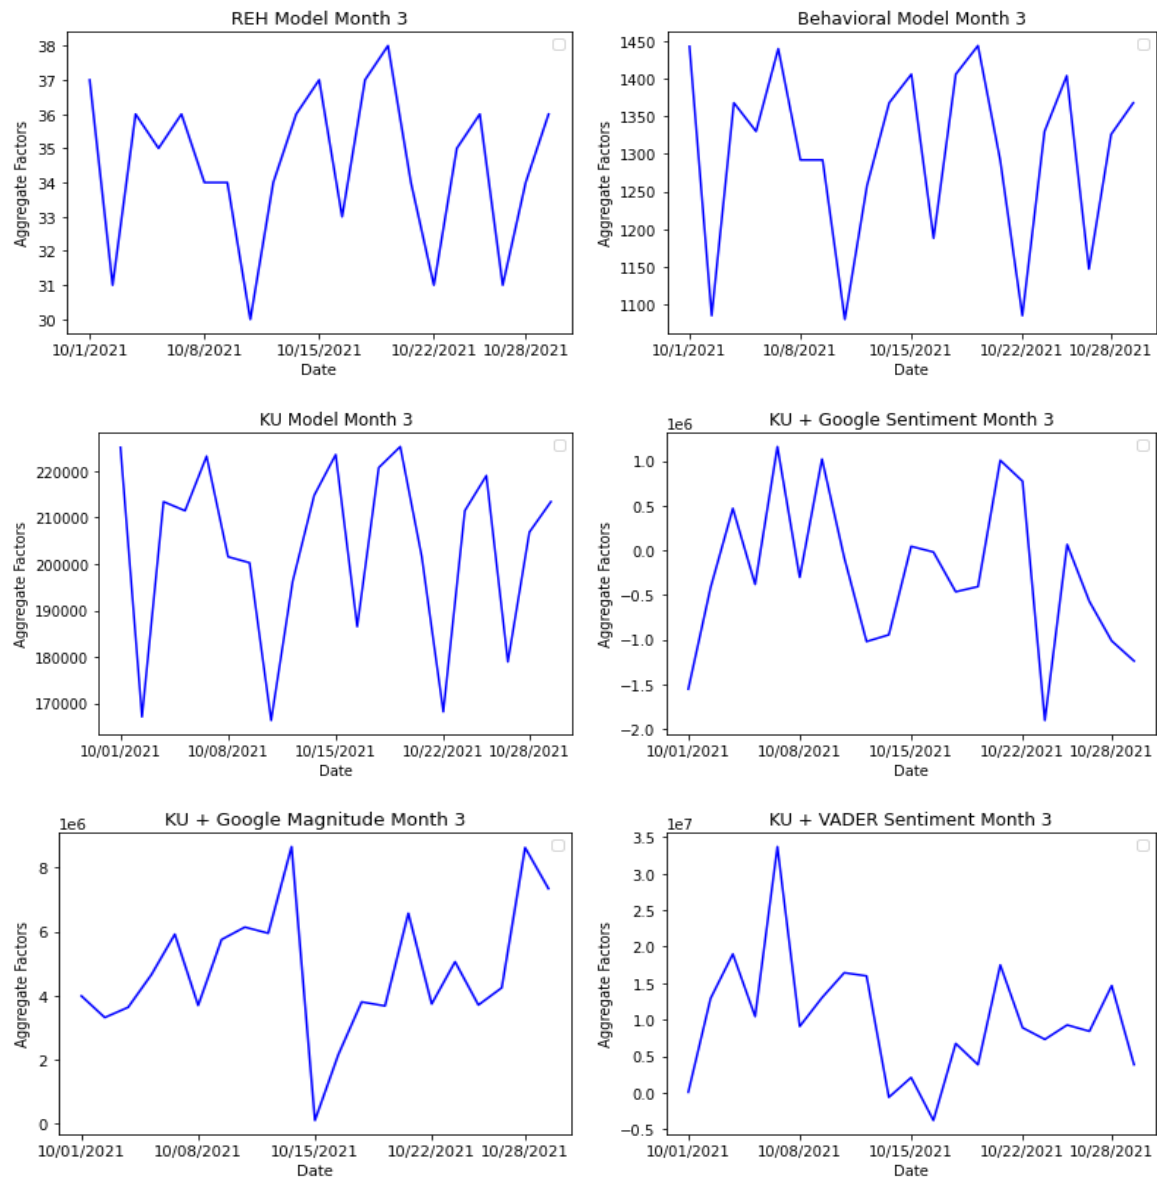 REH Model Month 3
Aggregate Factors
38
37
36
35
34
33
32
31
30
10/1/2021 10/8/2021 10/15/2021 10/22/2021 10/28/2021
Date
Behavioral Model Month 3
Aggregate Factors
1450
1400
1350
1300
1250
1200
1150
1100
10/1/2021 10/8/2021 10/15/2021 10/22/2021 10/28/2021
Date
KU Model Month 3
Aggregate Factors
220000
210000
200000
190000
180000
170000
10/01/2021 10/08/2021 10/15/2021 10/22/2021 10/28/2021
Date
KU + Google Sentiment Month 3
1e6
Aggregate Factors
1.0
0.5
0.0
−0.5
−1.0
−1.5
−2.0
10/01/2021 10/08/2021 10/15/2021 10/22/2021 10/28/2021
Date
KU + Google Magnitude Month 3
1e6
Aggregate Factors
8
6
4
2
0
10/01/2021 10/08/2021 10/15/2021 10/22/2021 10/28/2021
Date
KU + VADER Sentiment Month 3
1e7
Aggregate Factors
3.5
3.0
2.5
2.0
1.5
1.0
0.5
0.0
−0.5
10/01/2021 10/08/2021 10/15/2021 10/22/2021 10/28/2021
Date